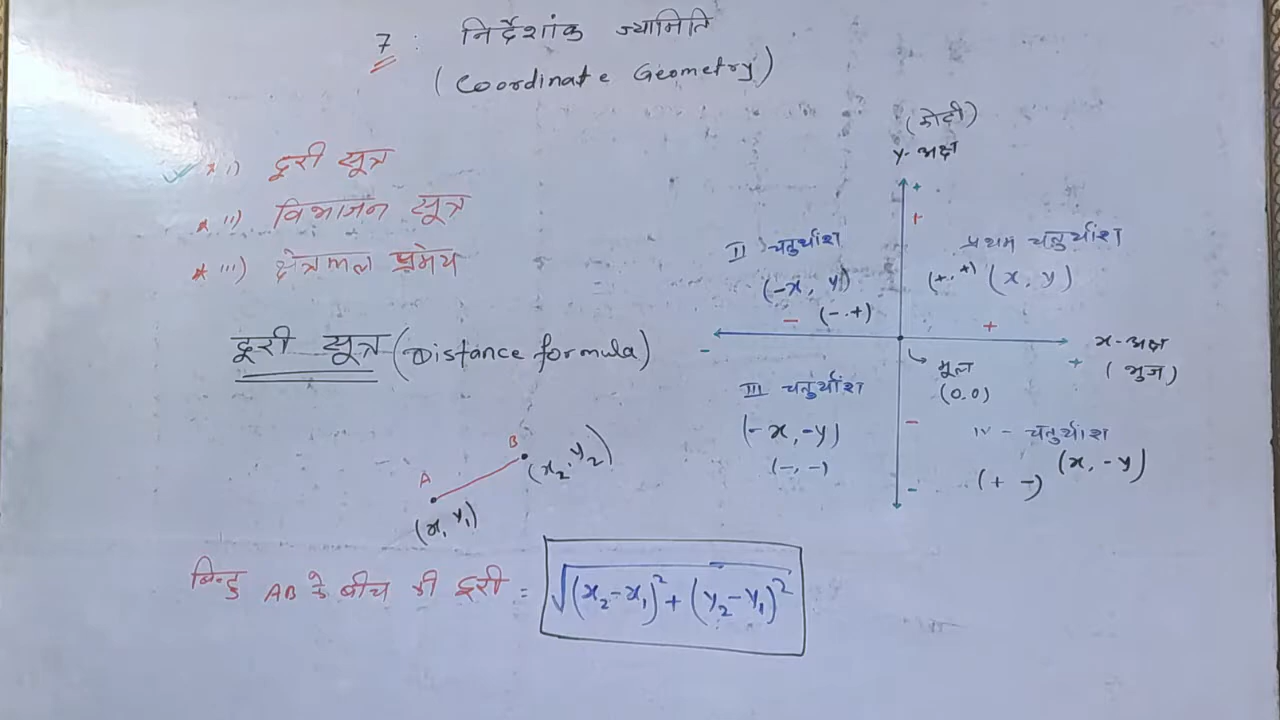 7 : निर्देशांक ज्यामिति
(Coordinate Geometry)
* i) दूरी सूत्र
* ii) विभाजन सूत्र
* iii) क्षेत्रफल प्रमेय
दूरी सूत्र (Distance formula)
A
B
(x, y₁)
(x₂, y₂)
बिन्दु AB के बीच की दूरी = √(x₂-x₁)²+(y₂-y₁)²
(कोटी)
y-अक्ष
+
+
II चतुर्थांश
(-x, y)
(-.+)
प्रथम चतुर्थांश
(+.+) (x, y)
-
+
-
x-अक्ष
+
(भुज)
मूल
(0.0)
III चतुर्थांश
(-x, -y)
(-, -)
-
-
IV - चतुर्थांश
(x, -y)
(+ -)